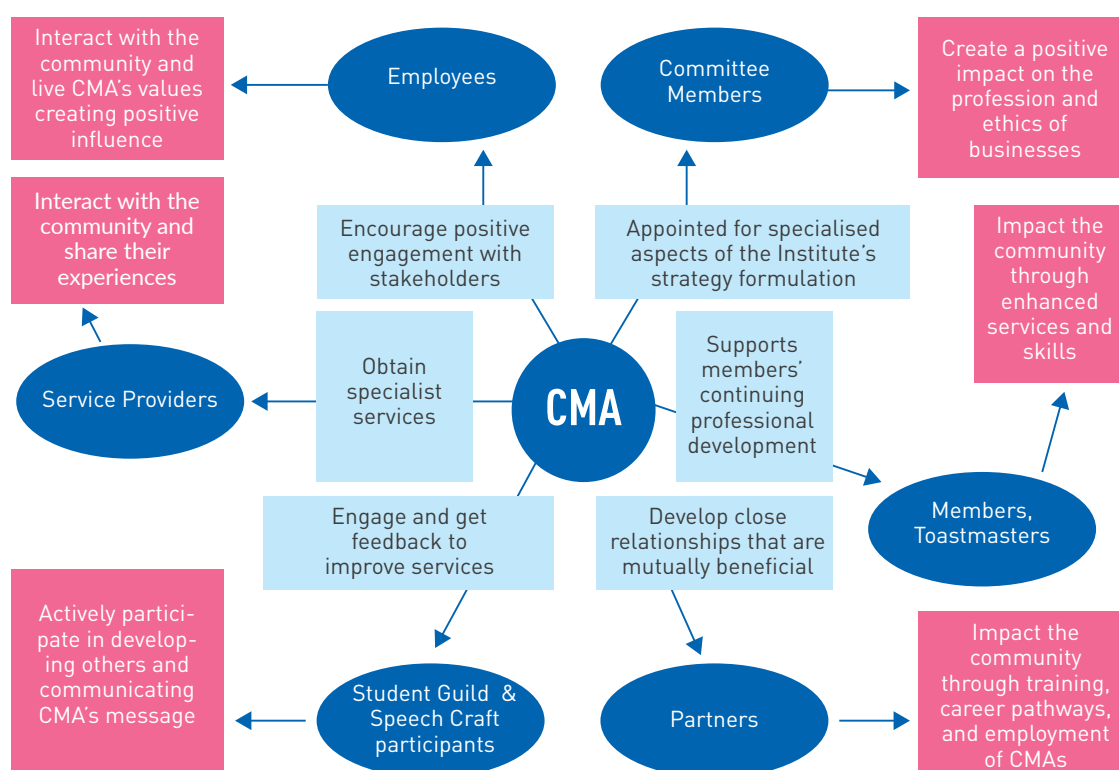 Interact with the
community and
live CMA's values
creating positive
influence
Employees
Committee
Members
Create a positive
impact on the
profession and
ethics of
businesses
Interact with the
community and
share their
experiences
Encourage positive
engagement with
stakeholders
Appointed for specialised
aspects of the Institute's
strategy formulation
Impact the
community
through
enhanced
services and
skills
Service Providers
Obtain
specialist
services
CMA
Supports
members'
continuing
professional
development
Members,
Toastmasters
Engage and get
feedback to
improve services
Develop close
relationships that are
mutually beneficial
Actively partici-
pate in develop-
ing others and
communicating
CMA's message
Student Guild &
Speech Craft
participants
Partners
Impact the
community
through training,
career pathways,
and employment
of CMAs